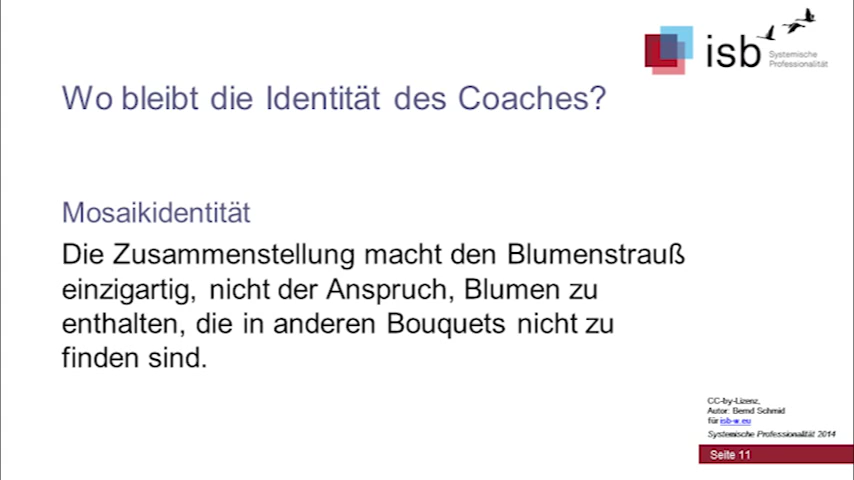 isb
Systemische
Professionalität
Wo bleibt die Identität des Coaches?
Mosaikidentität
Die Zusammenstellung macht den Blumenstrauß
einzigartig, nicht der Anspruch, Blumen zu
enthalten, die in anderen Bouquets nicht zu
finden sind.
CC-by-Lizenz,
Autor: Bernd Schmid
für isb-w.eu
Systemische Professionalität 2014
Seite 11